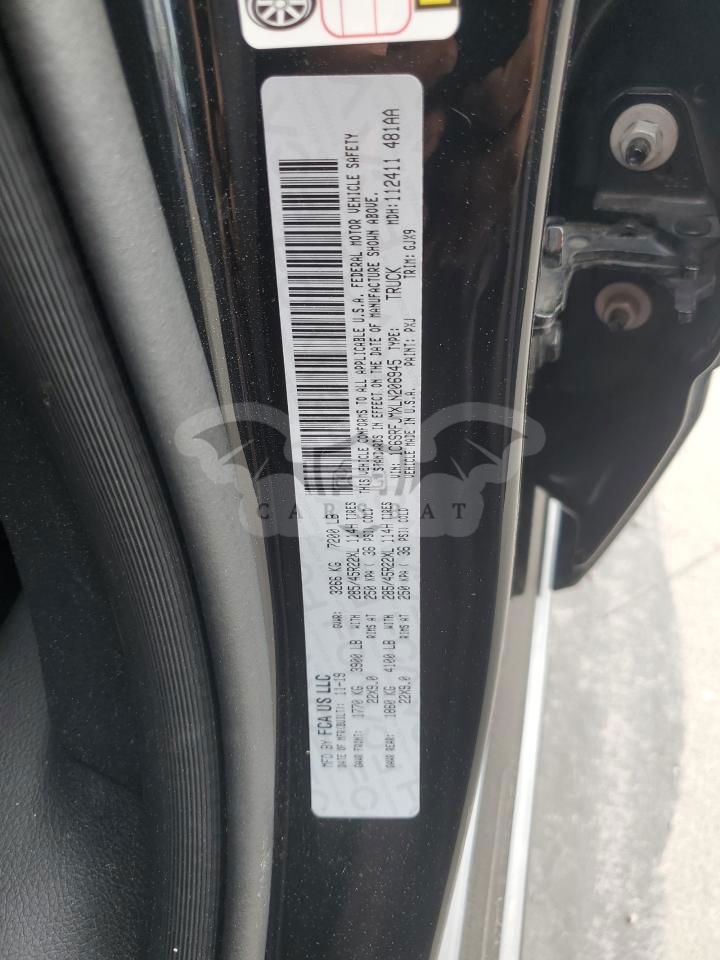 MFD BY FCA US LLC
DATE OF MFR/BUILT: 11-19 GVWR: 3266 KG 7200 LB
GAWR FRONT: 1770 KG 3900 LB WITH 285/45R22XL 114H TIRES
22X9.0 RIMS AT 250 KPA ( 36 PSI) COLD
GAWR REAR: 1860 KG 4100 LB WITH 285/45R22XL 114H TIRES
22X9.0 RIMS AT 250 KPA ( 36 PSI) COLD
THIS VEHICLE CONFORMS TO ALL APPLICABLE U.S.A. FEDERAL MOTOR VEHICLE SAFETY
STANDARDS IN EFFECT ON THE DATE OF MANUFACTURE SHOWN ABOVE.
VIN: 1C6SRFJMXLN206945 TYPE: TRUCK MDH: 112411 481AA
VEHICLE MADE IN U.S.A. PAINT: PXJ TRIM: GJX9